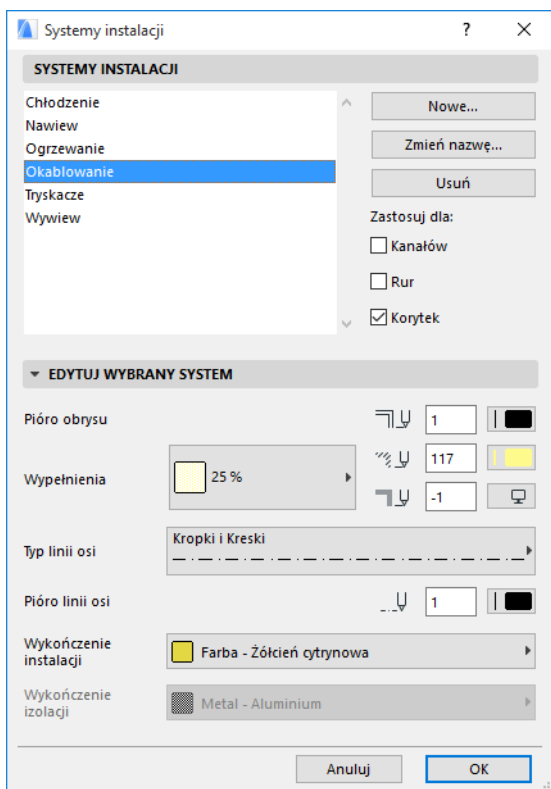 Systemy instalacji
?
SYSTEMY INSTALACJI
Chłodzenie
Nawiew
Ogrzewanie
Okablowanie
Tryskacze
Wywiew
Nowe...
Zmień nazwę...
Usuń
Zastosuj dla:
Kanałów
Rur
Korytek
EDYTUJ WYBRANY SYSTEM
Pióro obrysu
1
Wypełnienia
25 %
117
-1
Typ linii osi
Kropki i Kreski
Pióro linii osi
1
Wykończenie
instalacji
Farba - Żółcień cytrynowa
Wykończenie
izolacji
Metal - Aluminium
Anuluj
OK